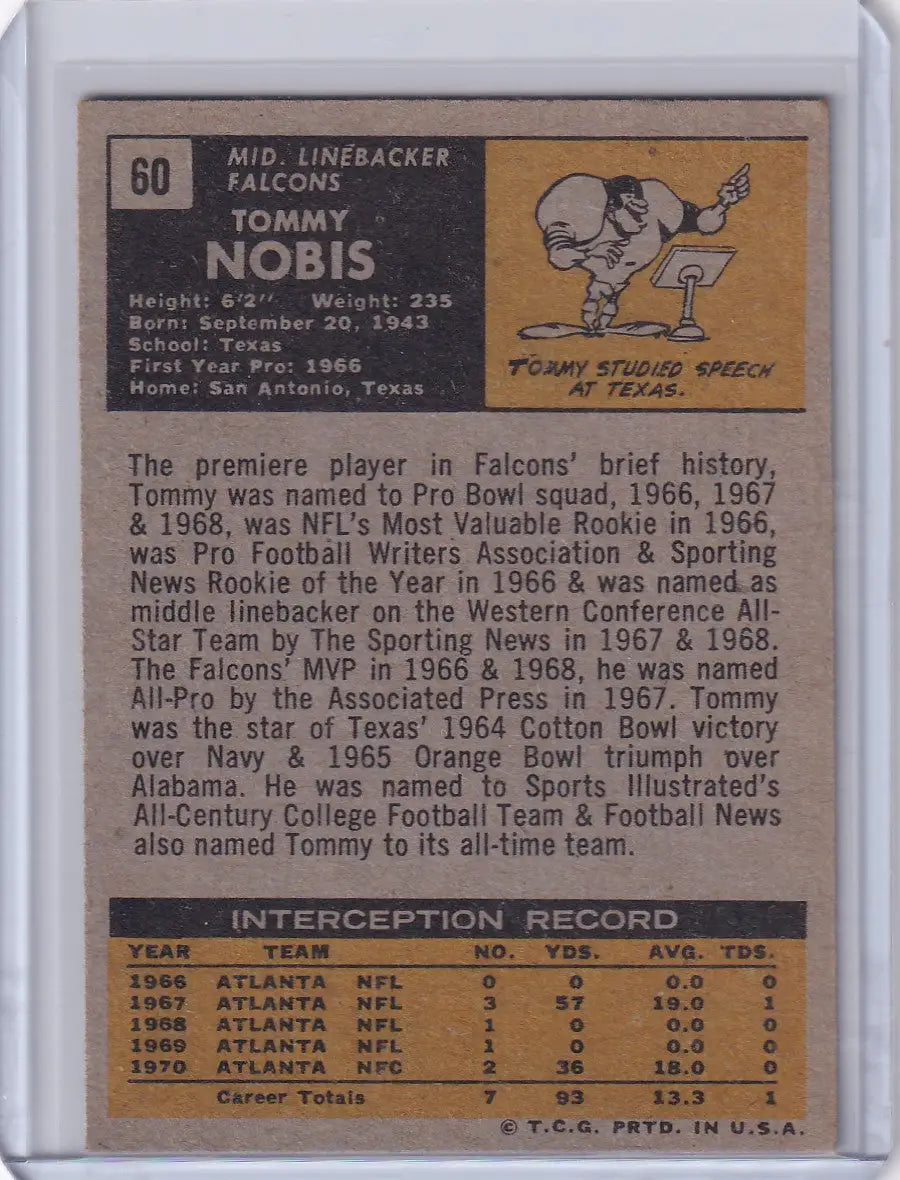 60
MID. LINEBACKER
FALCONS
TOMMY
NOBIS
Height: 6'2" Weight: 235
Born: September 20, 1943
School: Texas
First Year Pro: 1966
Home: San Antonio, Texas
TOMMY STUDIED SPEECH
AT TEXAS.
The premiere player in Falcons' brief history,
Tommy was named to Pro Bowl squad, 1966, 1967
& 1968, was NFL's Most Valuable Rookie in 1966,
was Pro Football Writers Association & Sporting
News Rookie of the Year in 1966 & was named as
middle linebacker on the Western Conference All-
Star Team by The Sporting News in 1967 & 1968.
The Falcons' MVP in 1966 & 1968, he was named
All-Pro by the Associated Press in 1967. Tommy
was the star of Texas' 1964 Cotton Bowl victory
over Navy & 1965 Orange Bowl triumph over
Alabama. He was named to Sports Illustrated's
All-Century College Football Team & Football News
also named Tommy to its all-time team.
INTERCEPTION RECORD
YEAR TEAM NO. YDS. AVG. TDS.
1966 ATLANTA NFL 0 0 0.0 0
1967 ATLANTA NFL 3 57 19.0 1
1968 ATLANTA NFL 1 0 0.0 0
1969 ATLANTA NFL 1 0 0.0 0
1970 ATLANTA NFC 2 36 18.0 0
Career Totals 7 93 13.3 1
© T.C.G. PRTD. IN U.S.A.